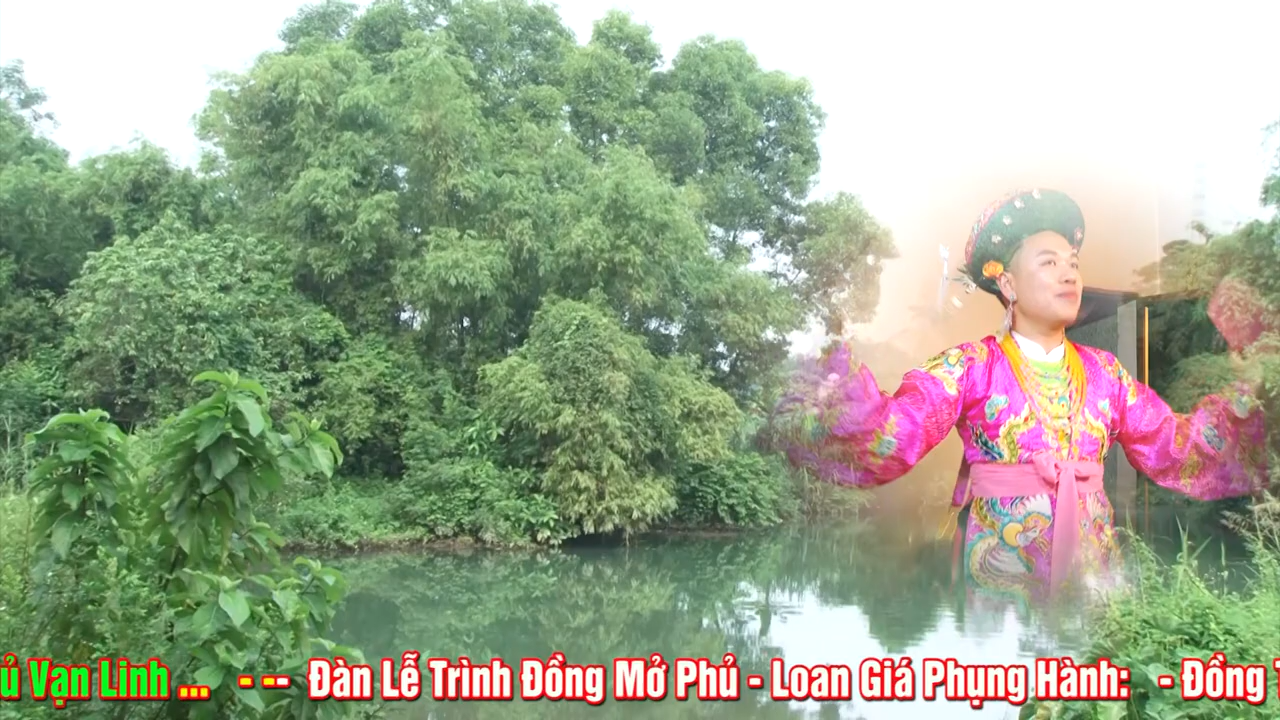 ủ Vạn Linh ... - -- Đàn Lễ Trình Đồng Mở Phủ - Loan Giá Phụng Hành: - Đồng T